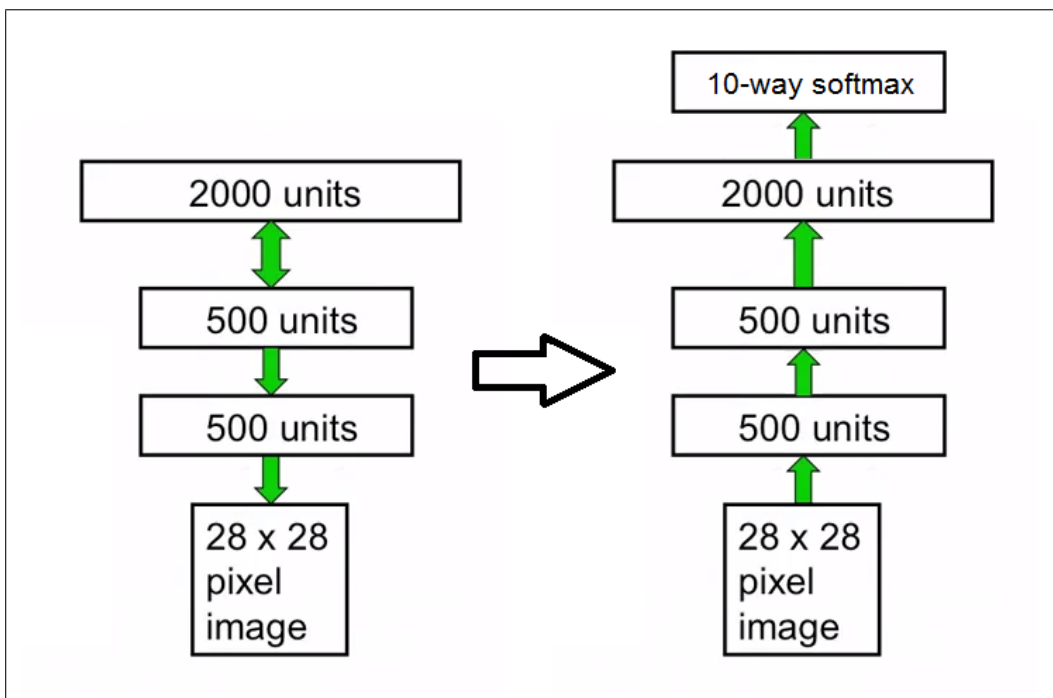 2000 units
500 units
500 units
28 x 28
pixel
image
10-way softmax
2000 units
500 units
500 units
28 x 28
pixel
image